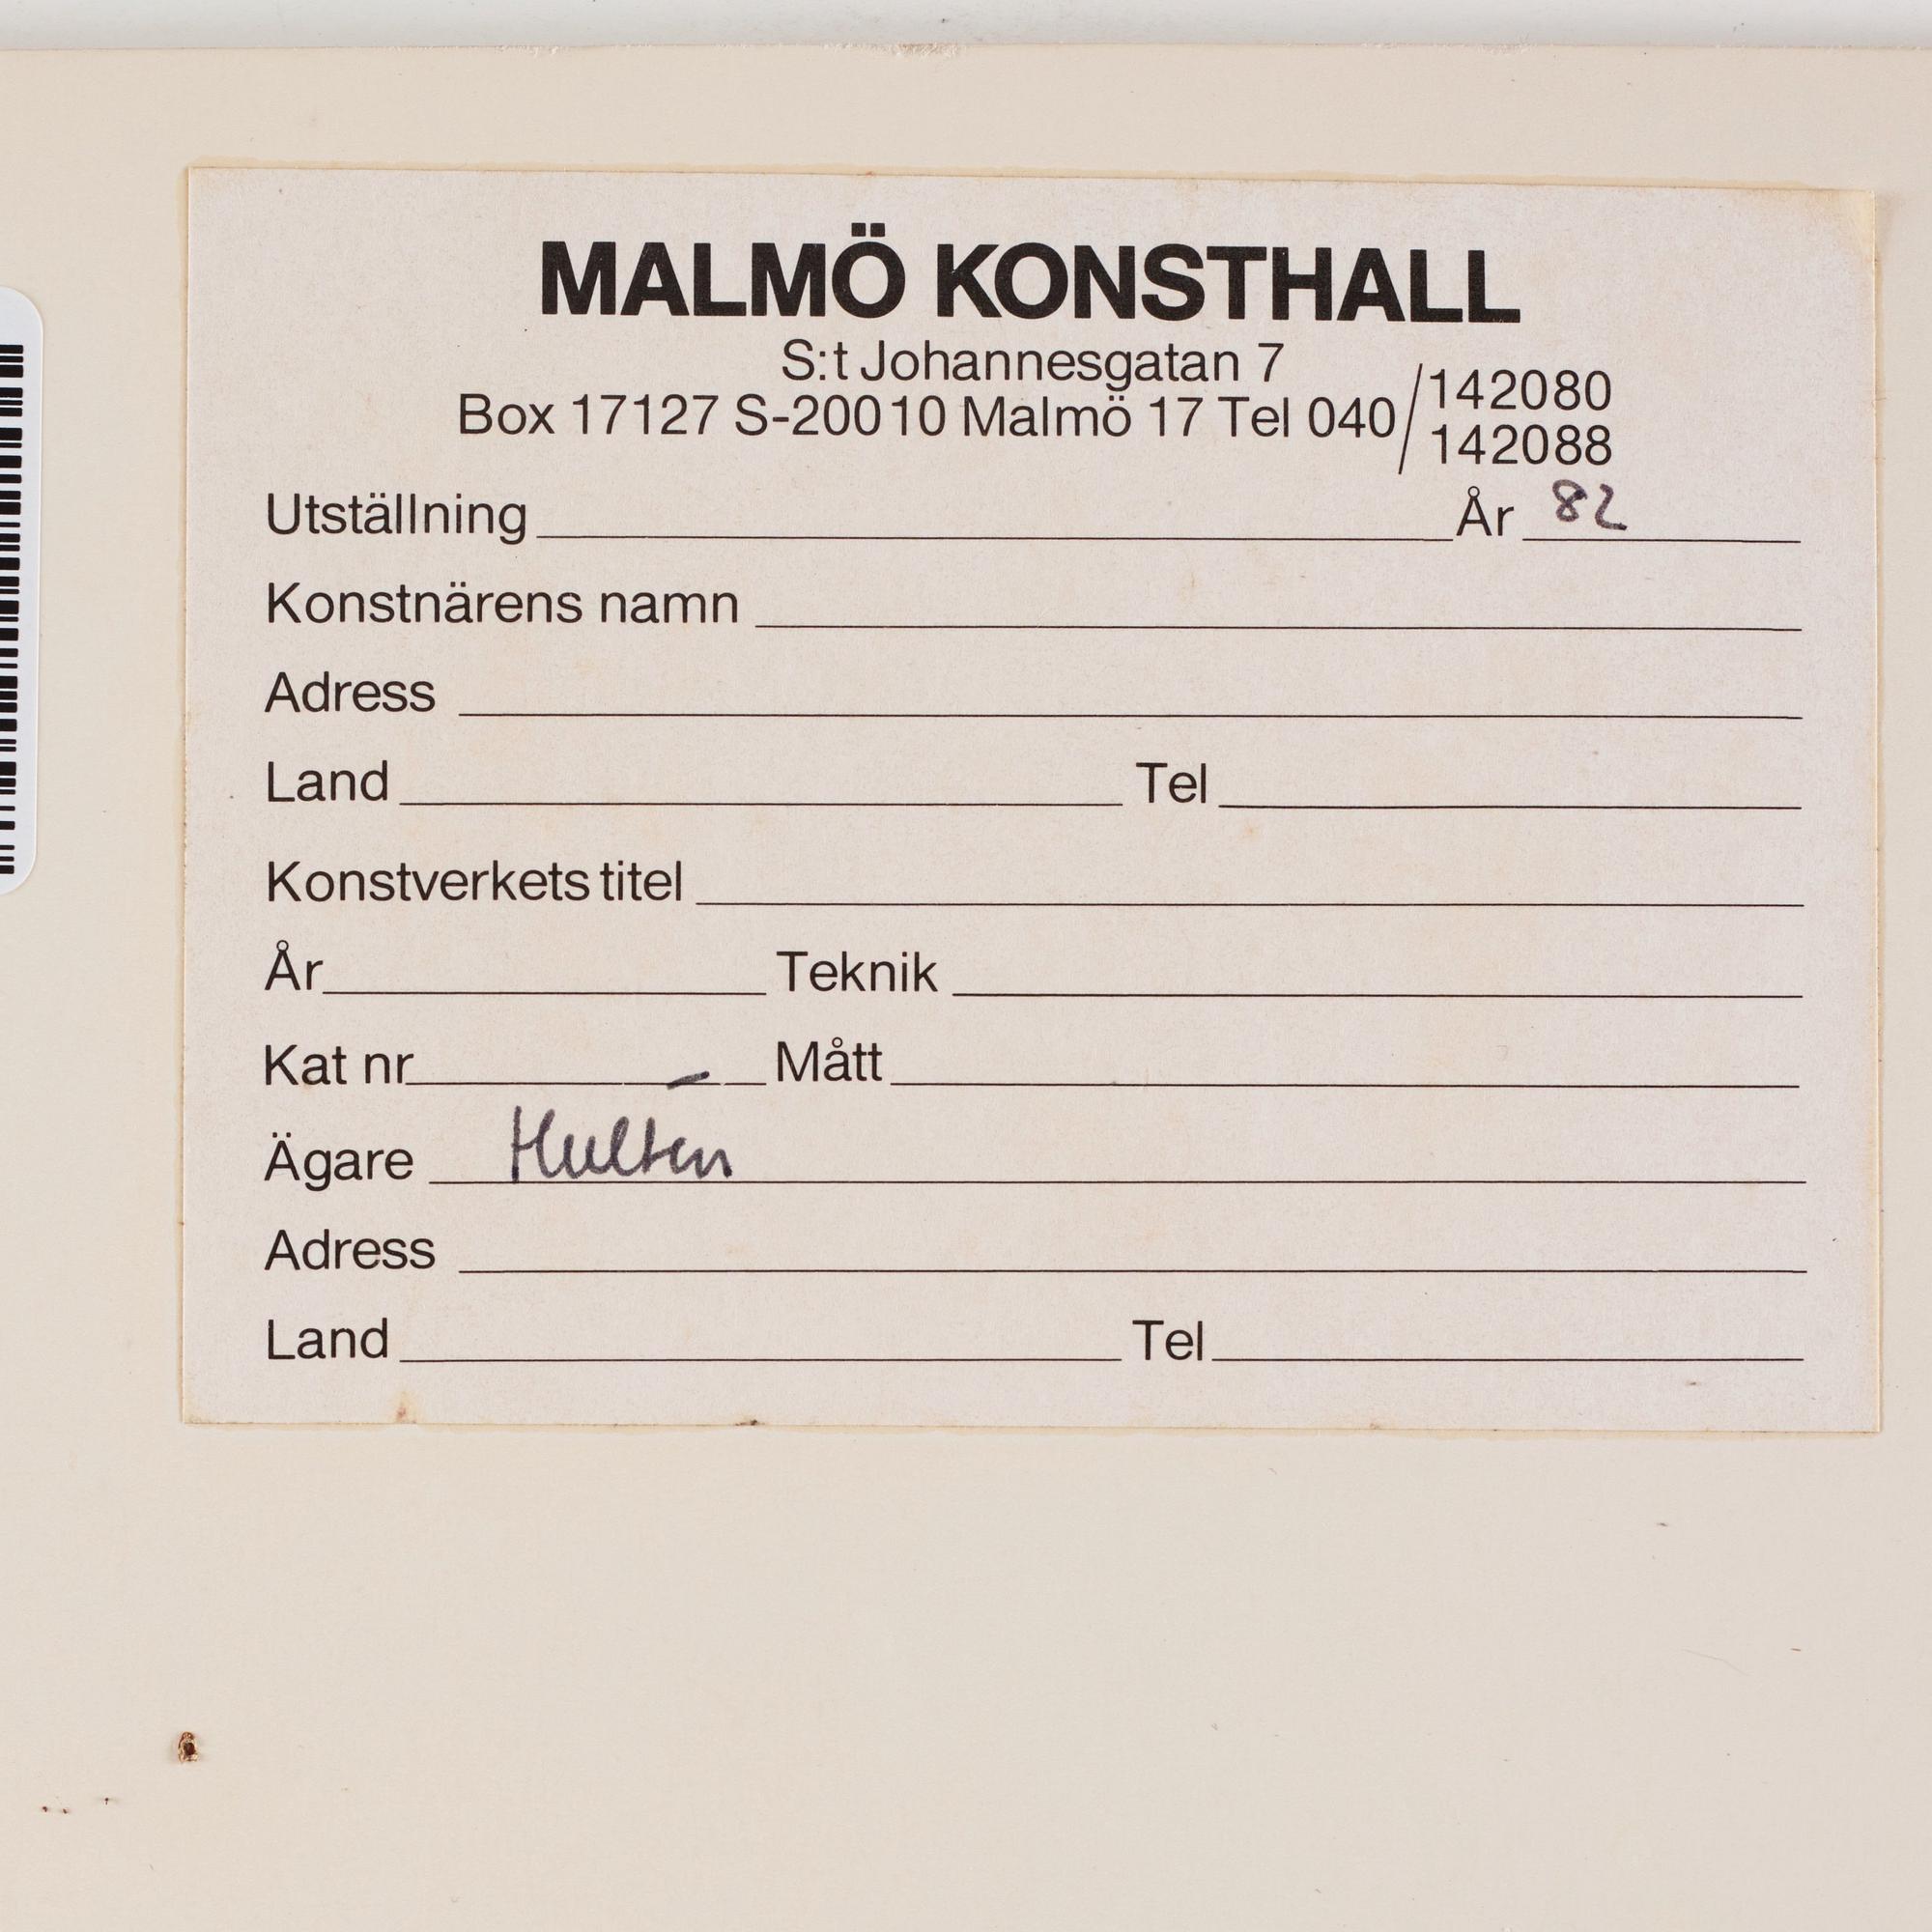 MALMÖ KONSTHALL
S:t Johannesgatan 7
Box 17127 S-20010 Malmö 17 Tel 040/142080
142088
Utställning År 82
Konstnärens namn
Adress
Land Tel
Konstverkets titel
År Teknik
Kat nr Mått
Ägare Hultén
Adress
Land Tel